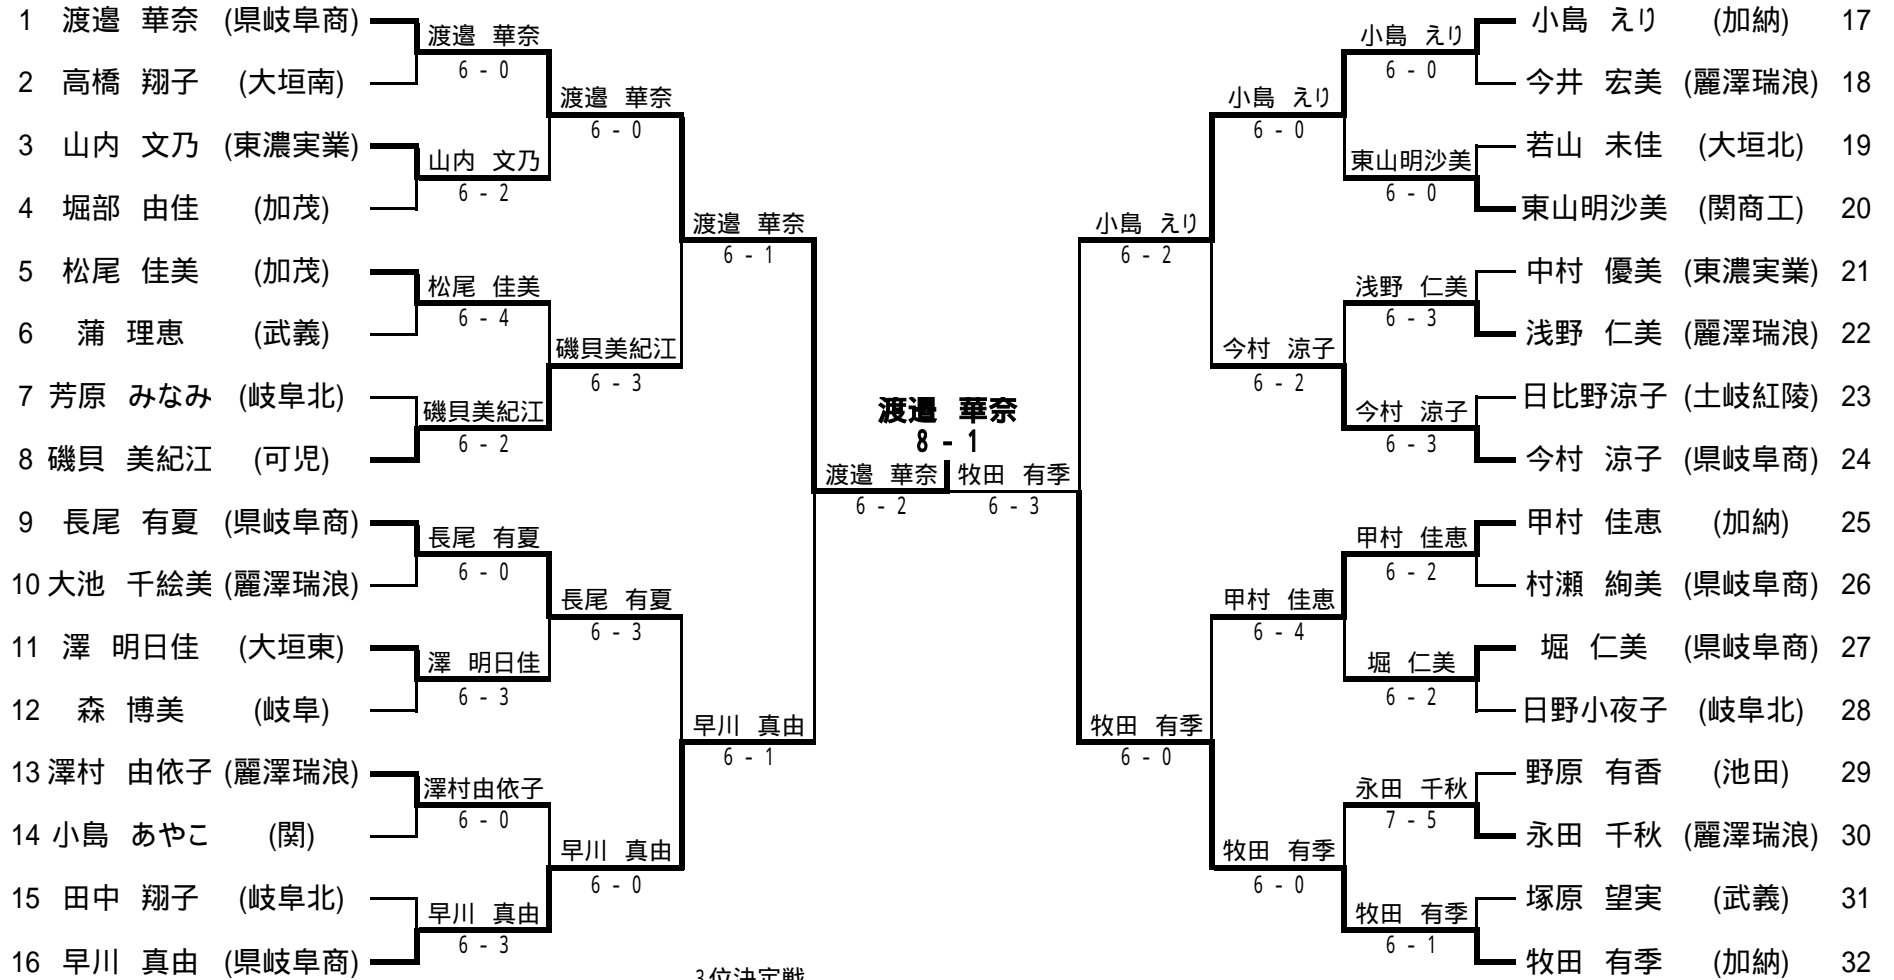 1 渡邉 華奈 (県岐阜商)
2 高橋 翔子 (大垣南)
3 山内 文乃 (東濃実業)
4 堀部 由佳 (加茂)
5 松尾 佳美 (加茂)
6 蒲 理恵 (武義)
7 芳原 みなみ (岐阜北)
8 磯貝 美紀江 (可児)
9 長尾 有夏 (県岐阜商)
10 大池 千絵美 (麗澤瑞浪)
11 澤 明日佳 (大垣東)
12 森 博美 (岐阜)
13 澤村 由依子 (麗澤瑞浪)
14 小島 あやこ (関)
15 田中 翔子 (岐阜北)
16 早川 真由 (県岐阜商)
渡邉 華奈
6 - 0
山内 文乃
6 - 2
松尾 佳美
6 - 4
磯貝美紀江
6 - 2
長尾 有夏
6 - 0
澤 明日佳
6 - 3
澤村由依子
6 - 0
早川 真由
6 - 3
渡邉 華奈
6 - 0
磯貝美紀江
6 - 3
長尾 有夏
6 - 3
早川 真由
6 - 0
渡邉 華奈
6 - 1
早川 真由
6 - 1
渡邉 華奈
8 - 1
渡邉 華奈
6 - 2
牧田 有季
6 - 3
3位決定戦
小島 えり
6 - 2
牧田 有季
6 - 0
小島 えり
6 - 0
今村 涼子
6 - 2
甲村 佳恵
6 - 4
牧田 有季
6 - 0
小島 えり
6 - 0
東山明沙美
6 - 0
浅野 仁美
6 - 3
今村 涼子
6 - 3
甲村 佳恵
6 - 2
堀 仁美
6 - 2
永田 千秋
7 - 5
牧田 有季
6 - 1
小島 えり (加納) 17
今井 宏美 (麗澤瑞浪) 18
若山 未佳 (大垣北) 19
東山明沙美 (関商工) 20
中村 優美 (東濃実業) 21
浅野 仁美 (麗澤瑞浪) 22
日比野涼子 (土岐紅陵) 23
今村 涼子 (県岐阜商) 24
甲村 佳恵 (加納) 25
村瀬 絢美 (県岐阜商) 26
堀 仁美 (県岐阜商) 27
日野小夜子 (岐阜北) 28
野原 有香 (池田) 29
永田 千秋 (麗澤瑞浪) 30
塚原 望実 (武義) 31
牧田 有季 (加納) 32